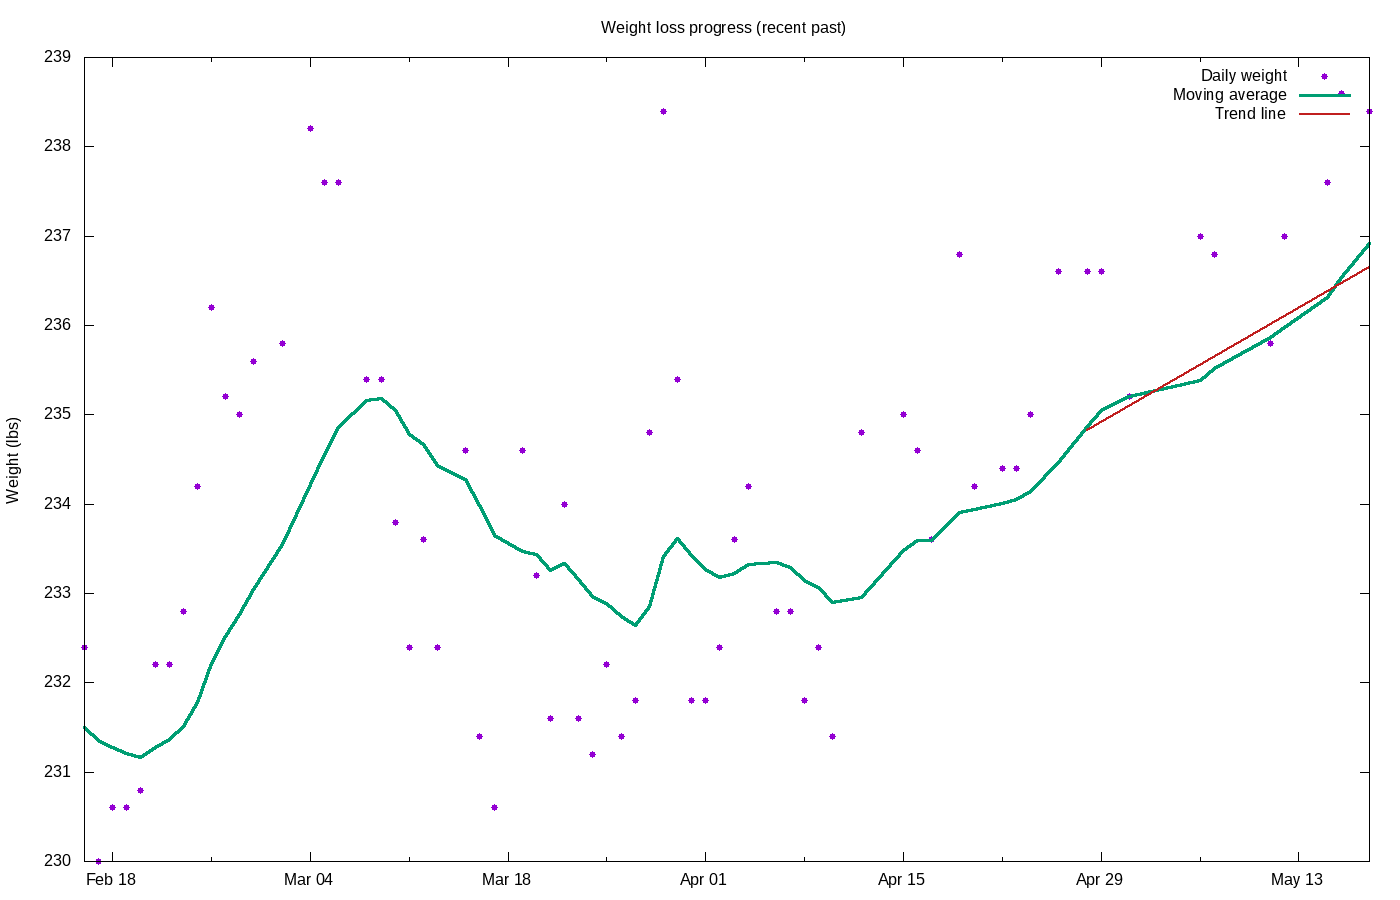 Weight loss progress (recent past)
Daily weight
Moving average
Trend line
Weight (lbs)
239
238
237
236
235
234
233
232
231
230
Feb 18 Mar 04 Mar 18 Apr 01 Apr 15 Apr 29 May 13